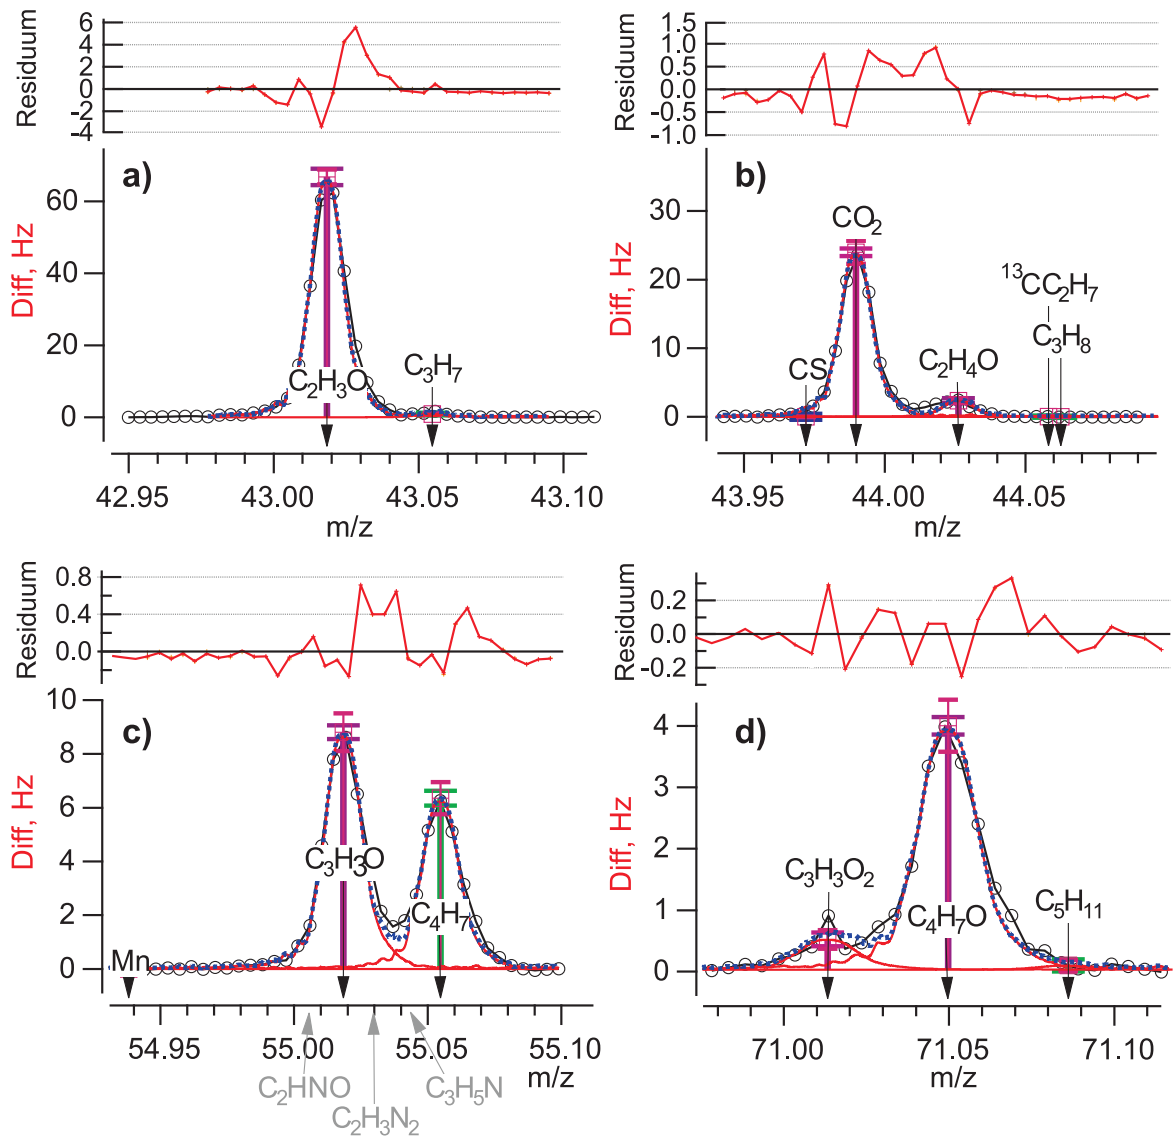 Residuum
6
4
2
0
-2
-4
a)
Diff, Hz
60
40
20
0
C₂H₃O
C₃H₇
42.95 43.00 43.05 43.10
m/z
Residuum
1.5
1.0
0.5
0.0
-0.5
-1.0
b)
Diff, Hz
30
20
10
0
CO₂
¹³CC₂H₇
C₃H₈
CS
C₂H₄O
43.95 44.00 44.05
m/z
Residuum
0.8
0.4
0.0
c)
Diff, Hz
10
8
6
4
2
0
C₃H₃O
C₄H₇
Mn
54.95 55.00 55.05 55.10
m/z
C₂HNO
C₃H₅N
C₂H₃N₂
Residuum
0.2
0.0
-0.2
d)
Diff, Hz
4
3
2
1
0
C₃H₃O₂
C₄H₇O
C₅H₁₁
71.00 71.05 71.10
m/z